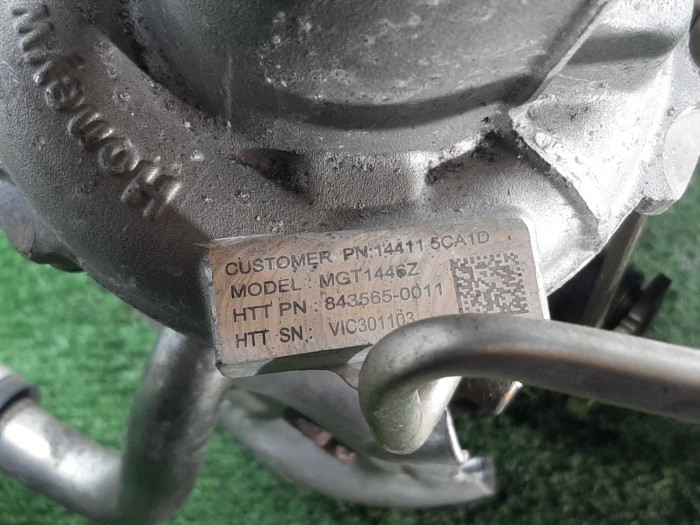 Honeywell
CUSTOMER PN:14411 5CA1D
MODEL : MGT1446Z
HTT PN : 843565-0011
HTT SN. VIC301103